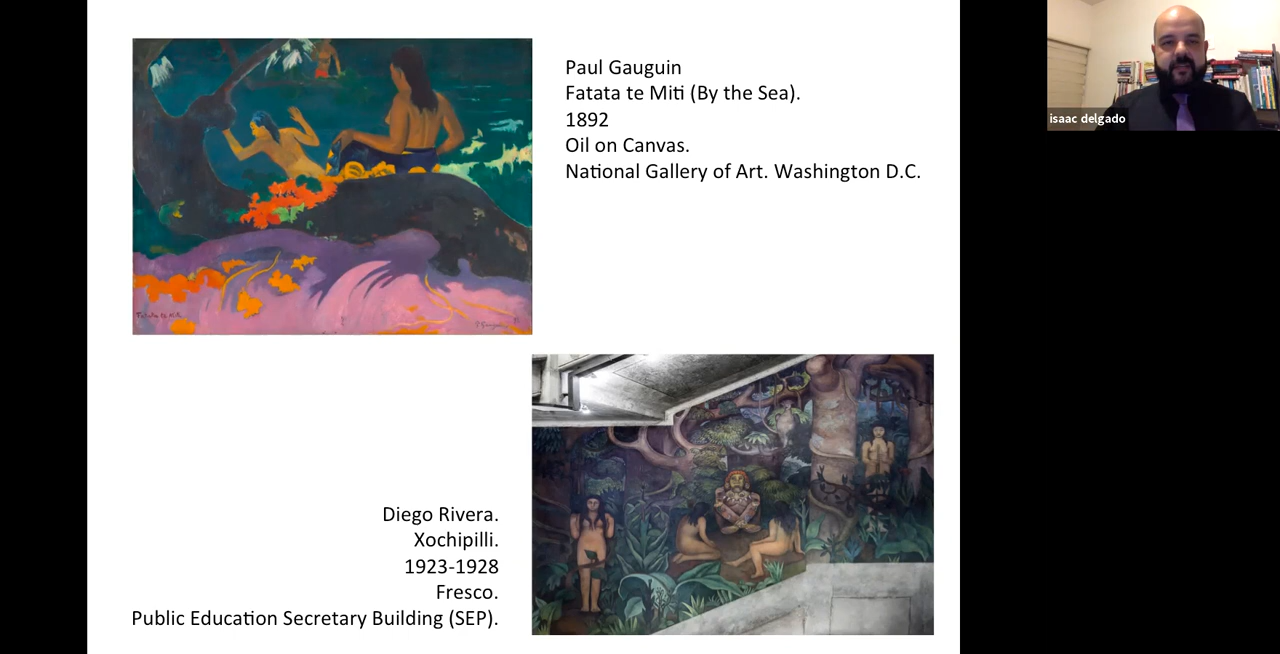 Paul Gauguin
Fatata te Miti (By the Sea).
1892
Oil on Canvas.
National Gallery of Art. Washington D.C.
isaac delgado
Diego Rivera.
Xochipilli.
1923-1928
Fresco.
Public Education Secretary Building (SEP).